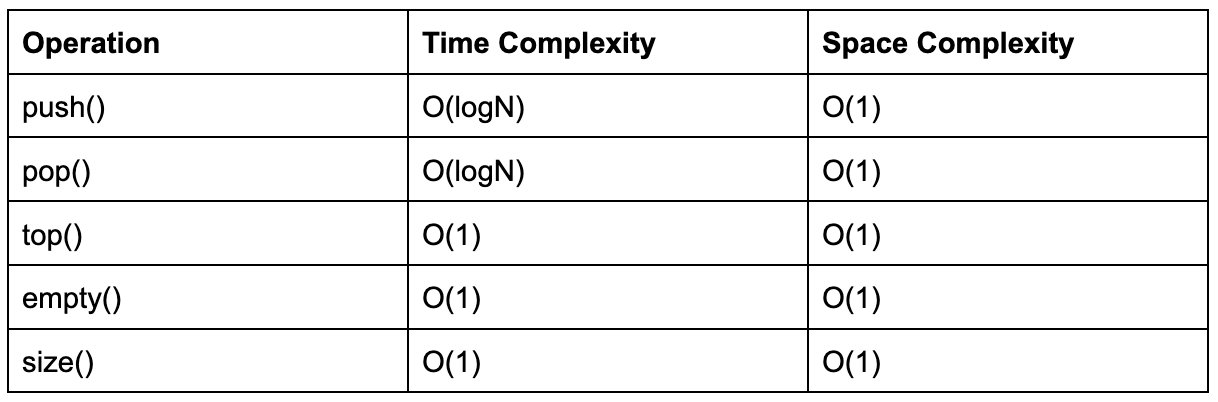 Operation Time Complexity Space Complexity
push() O(logN) O(1)
pop() O(logN) O(1)
top() O(1) O(1)
empty() O(1) O(1)
size() O(1) O(1)